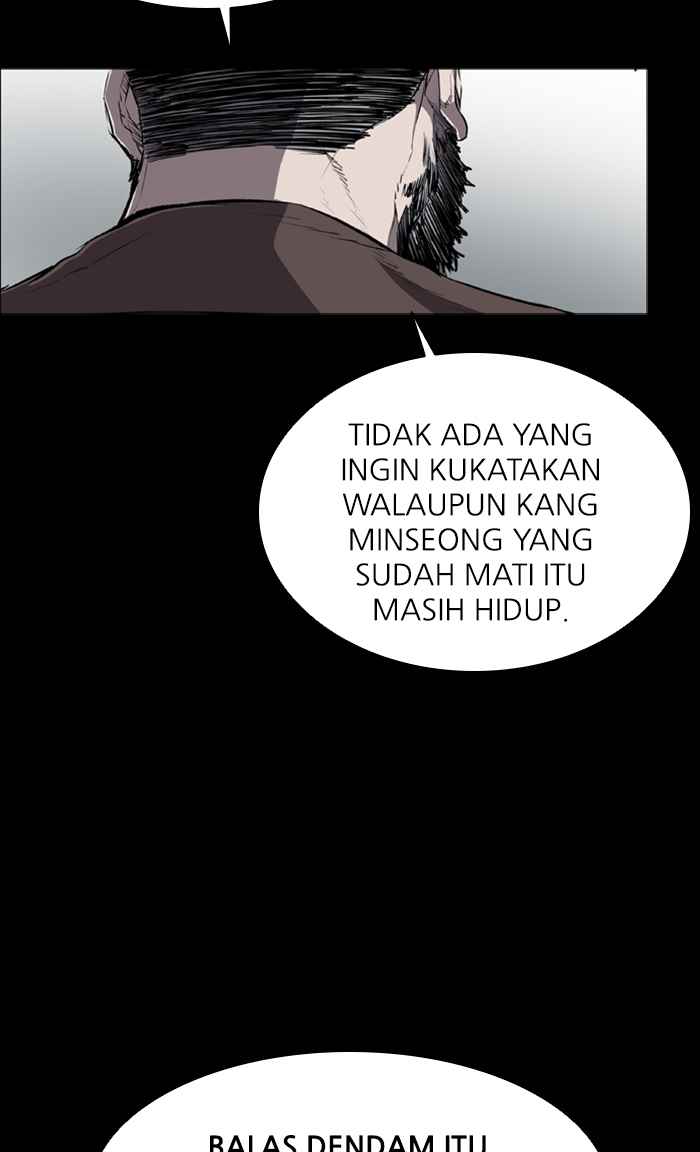 TIDAK ADA YANG
INGIN KUKATAKAN
WALAUPUN KANG
MINSEONG YANG
SUDAH MATI ITU
MASIH HIDUP.
BALAS DENDAM ITU